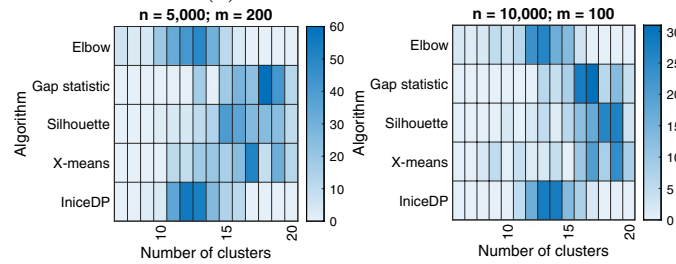 n = 5,000; m = 200
Algorithm
Elbow
Gap statistic
Silhouette
X-means
IniceDP
10
15
20
Number of clusters
60
50
40
30
20
10
0
n = 10,000; m = 100
Algorithm
Elbow
Gap statistic
Silhouette
X-means
IniceDP
10
15
20
Number of clusters
30
25
20
15
10
5
0